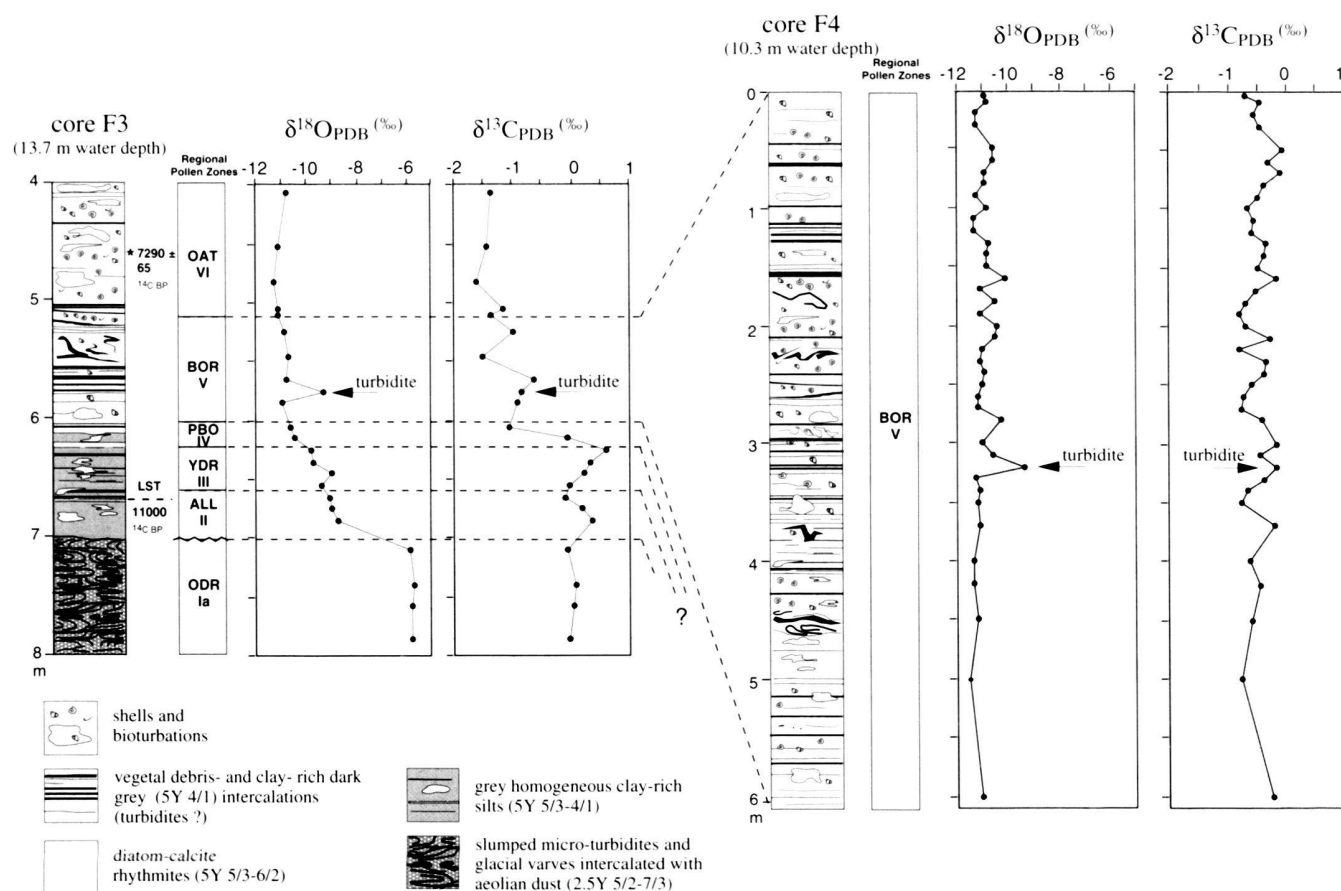 core F3
(13.7 m water depth)
Regional
Pollen Zones
δ18OPDB (‰)
-12 -10 -8 -6
δ13CPDB (‰)
-2 -1 0 1
4
5
6
7
8
m
★ 7290 ±
65
14C BP
LST
11000
14C BP
OAT
VI
BOR
V
PBO
IV
YDR
III
ALL
II
ODR
Ia
turbidite
turbidite
?
core F4
(10.3 m water depth)
Regional
Pollen Zones
δ18OPDB (‰)
-12 -10 -8 -6
δ13CPDB (‰)
-2 -1 0 1
0
1
2
3
4
5
6
m
BOR
V
turbidite
turbidite
shells and
bioturbations
vegetal debris- and clay- rich dark
grey (5Y 4/1) intercalations
(turbidites ?)
diatom-calcite
rhythmites (5Y 5/3-6/2)
grey homogeneous clay-rich
silts (5Y 5/3-4/1)
slumped micro-turbidites and
glacial varves intercalated with
aeolian dust (2.5Y 5/2-7/3)